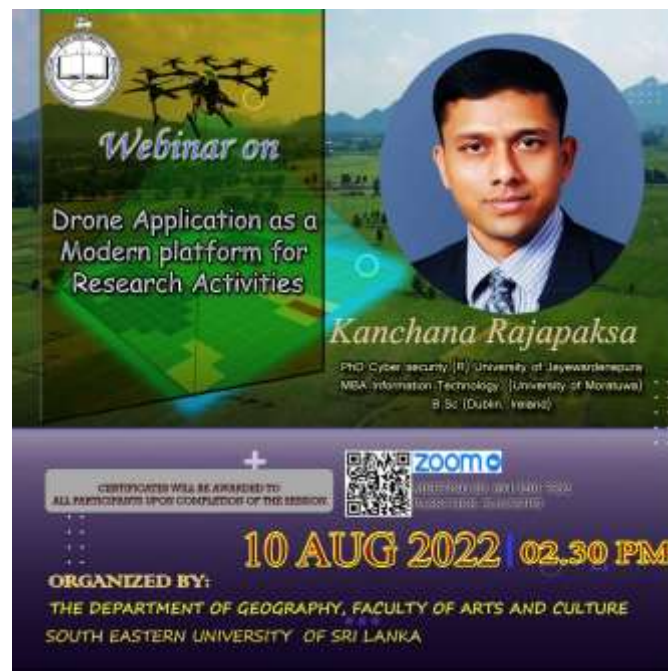 Webinar on
Drone Application as a
Modern platform for
Research Activities
Kanchana Rajapaksa
PhD Cyber security (R) University of Jayewardenepura
MBA Information Technology (University of Moratuwa)
B.Sc (Dublin, Ireland)
zoom
CERTIFICATES WILL BE AWARDED TO
ALL PARTICIPANTS UPON COMPLETION OF THE SESSION
10 AUG 2022 | 02.30 PM
ORGANIZED BY:
THE DEPARTMENT OF GEOGRAPHY, FACULTY OF ARTS AND CULTURE
SOUTH EASTERN UNIVERSITY OF SRI LANKA